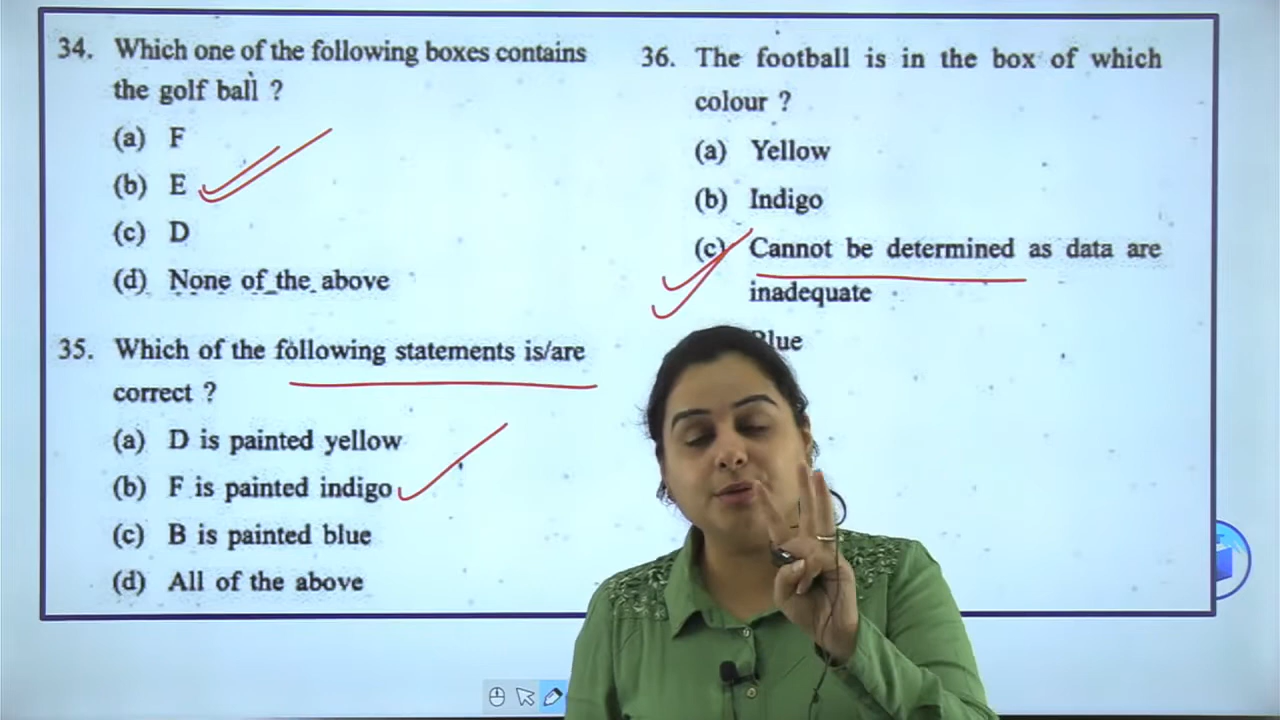 34. Which one of the following boxes contains
the golf ball ?
(a) F
(b) E
(c) D
(d) None of the above
35. Which of the following statements is/are
correct ?
(a) D is painted yellow
(b) F is painted indigo
(c) B is painted blue
(d) All of the above
36. The football is in the box of which
colour ?
(a) Yellow
(b) Indigo
(c) Cannot be determined as data are
inadequate
Blue